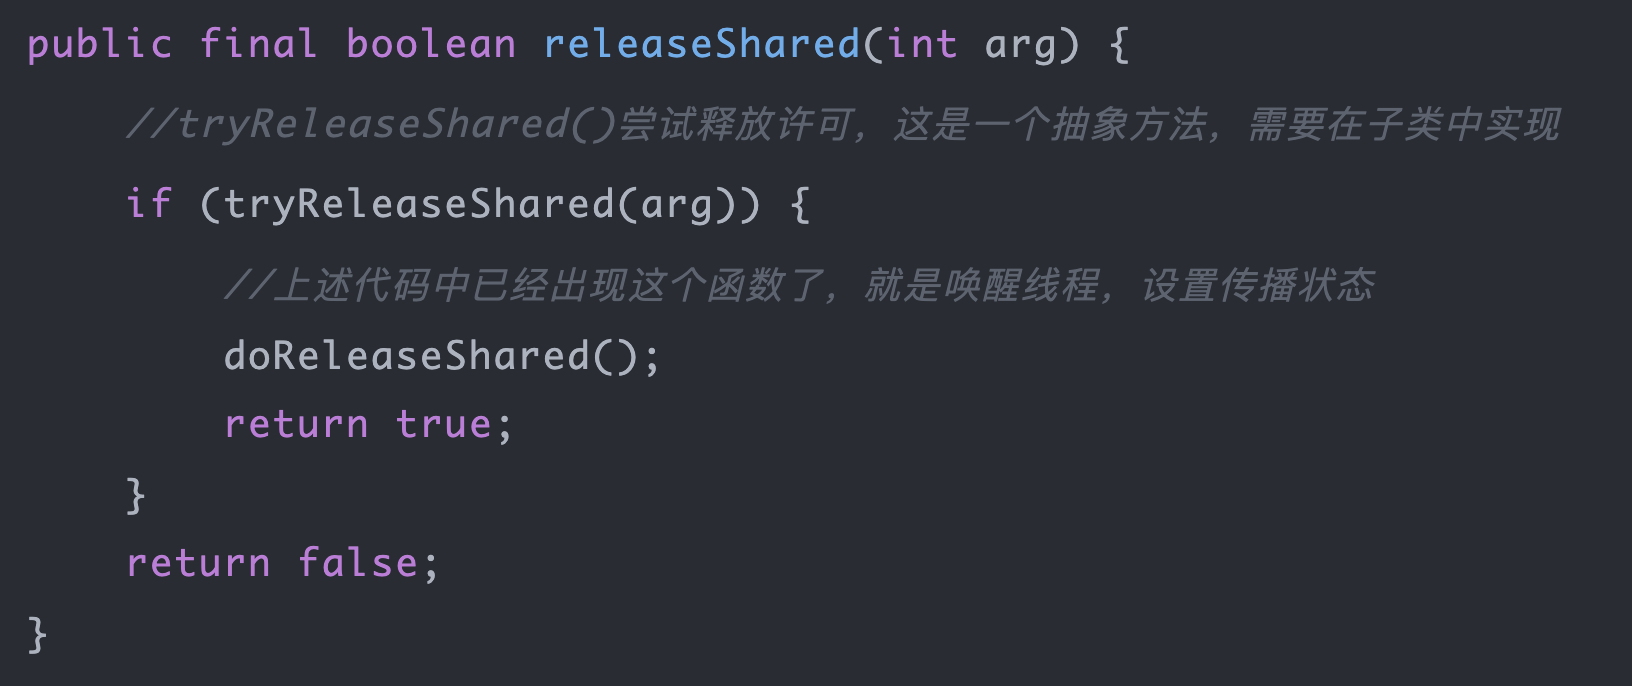 public final boolean releaseShared(int arg) {
//tryReleaseShared()尝试释放许可，这是一个抽象方法，需要在子类中实现
if (tryReleaseShared(arg)) {
//上述代码中已经出现这个函数了，就是唤醒线程，设置传播状态
doReleaseShared();
return true;
}
return false;
}